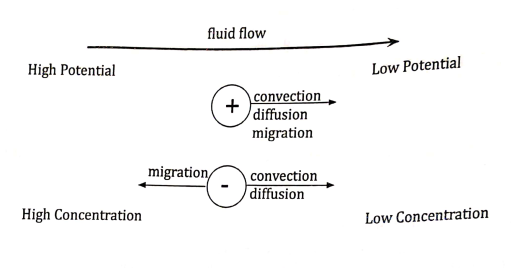 fluid flow
High Potential
Low Potential
+
convection
diffusion
migration
migration
-
convection
diffusion
High Concentration
Low Concentration